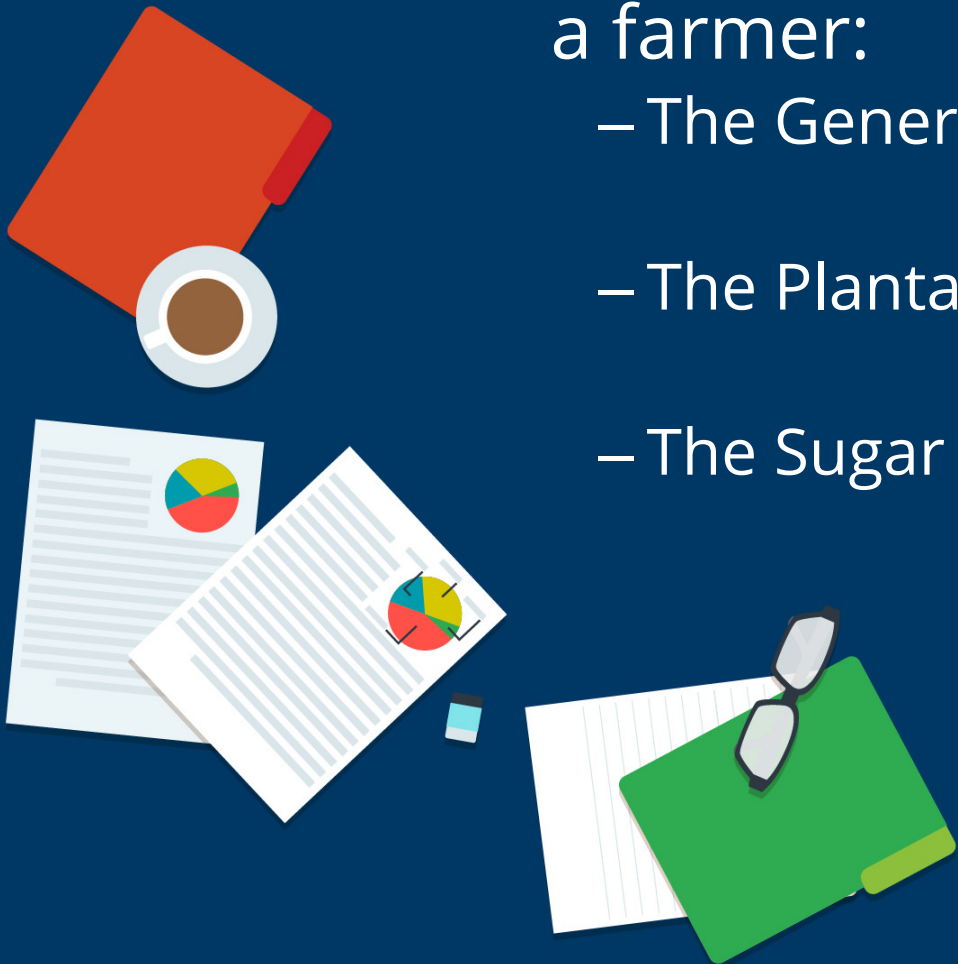 a farmer:
– The Gener
– The Planta
– The Sugar